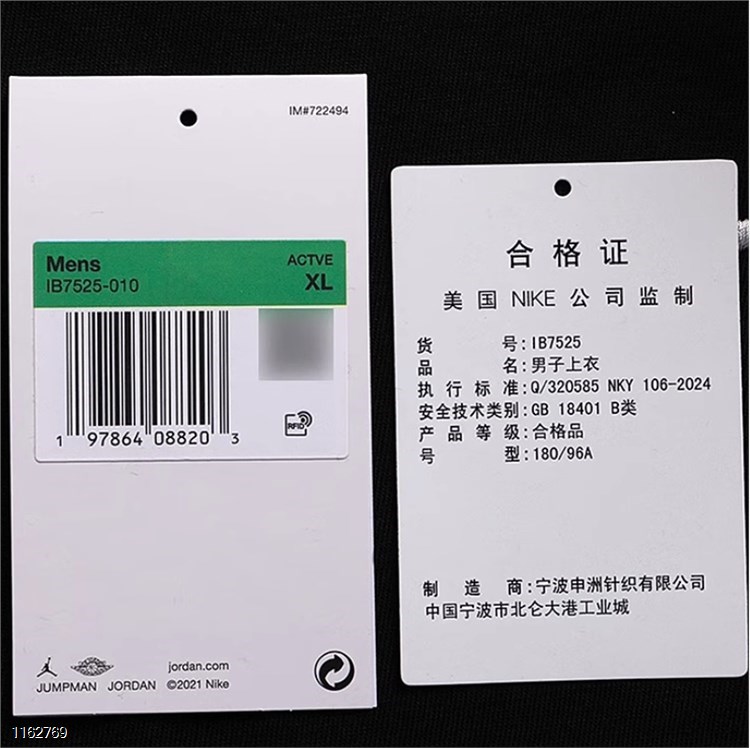 IM#722494
Mens
ACTVE
IB7525-010
XL
RFID
1 97864 08820 3
JUMPMAN
JORDAN
jordan.com
©2021 Nike
合格证
美国 NIKE 公司监制
货号:IB7525
品名:男子上衣
执行标准:Q/320585 NKY 106-2024
安全技术类别:GB 18401 B类
产品等级:合格品
号型:180/96A
制造商:宁波申洲针织有限公司
中国宁波市北仑大港工业城
1162769